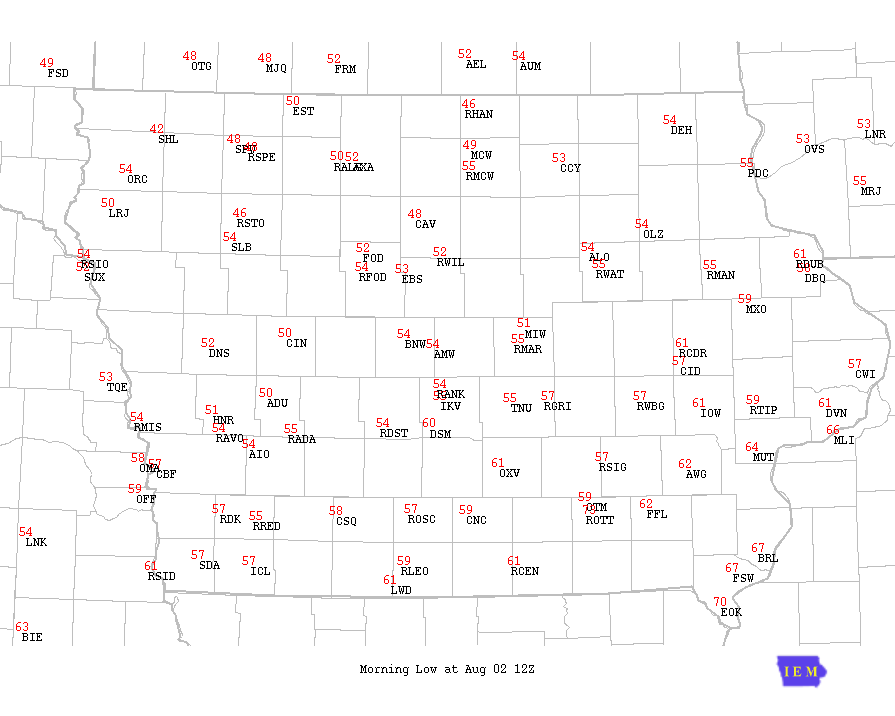 49 FSD
48 OTG
48 MJQ
52 FRM
52 AEL
54 AUM
50 EST
46 RHAN
54 DEH
53 LNR
42 SHL
48
RSPE
50
52 AXA
49 MCW
55 RMCW
53 CCY
53 OVS
55 PDC
54 ORC
55 MRJ
50 LRJ
46 RSTO
48 CAV
54 OLZ
54 SLB
52 FOD
52 RWIL
54 ALO
61 RDUB
54 RSIO
SUX
54 RFOD
53 EBS
55 RWAT
55 RMAN
DBQ
59 MXO
52 DNS
50 CIN
54 BNW
54 AMW
51 MIW
55 RMAR
61 RCDR
57 CID
57 CWI
53 TQE
50 ADU
54 RANK
IKV
55 TNU
57 RGRI
57 RWBG
61 IOW
59 RTIP
61 DVN
54 RMIS
51 HNR
54 RAVO
55 RADA
54 RDST
60 DSM
66 MLI
54 AIO
64 MUT
58 OMA
57 CBF
61 OXV
57 RSIG
62 AWG
59 OFF
57 RDK
55 RRED
58 CSQ
57 ROSC
59 CNC
59 OTM
ROTT
62 FFL
54 LNK
61 RSID
57 SDA
57 ICL
59 RLEO
61 LWD
61 RCEN
67 BRL
67 FSW
70 EOK
63 BIE
Morning Low at Aug 02 12Z
IEM